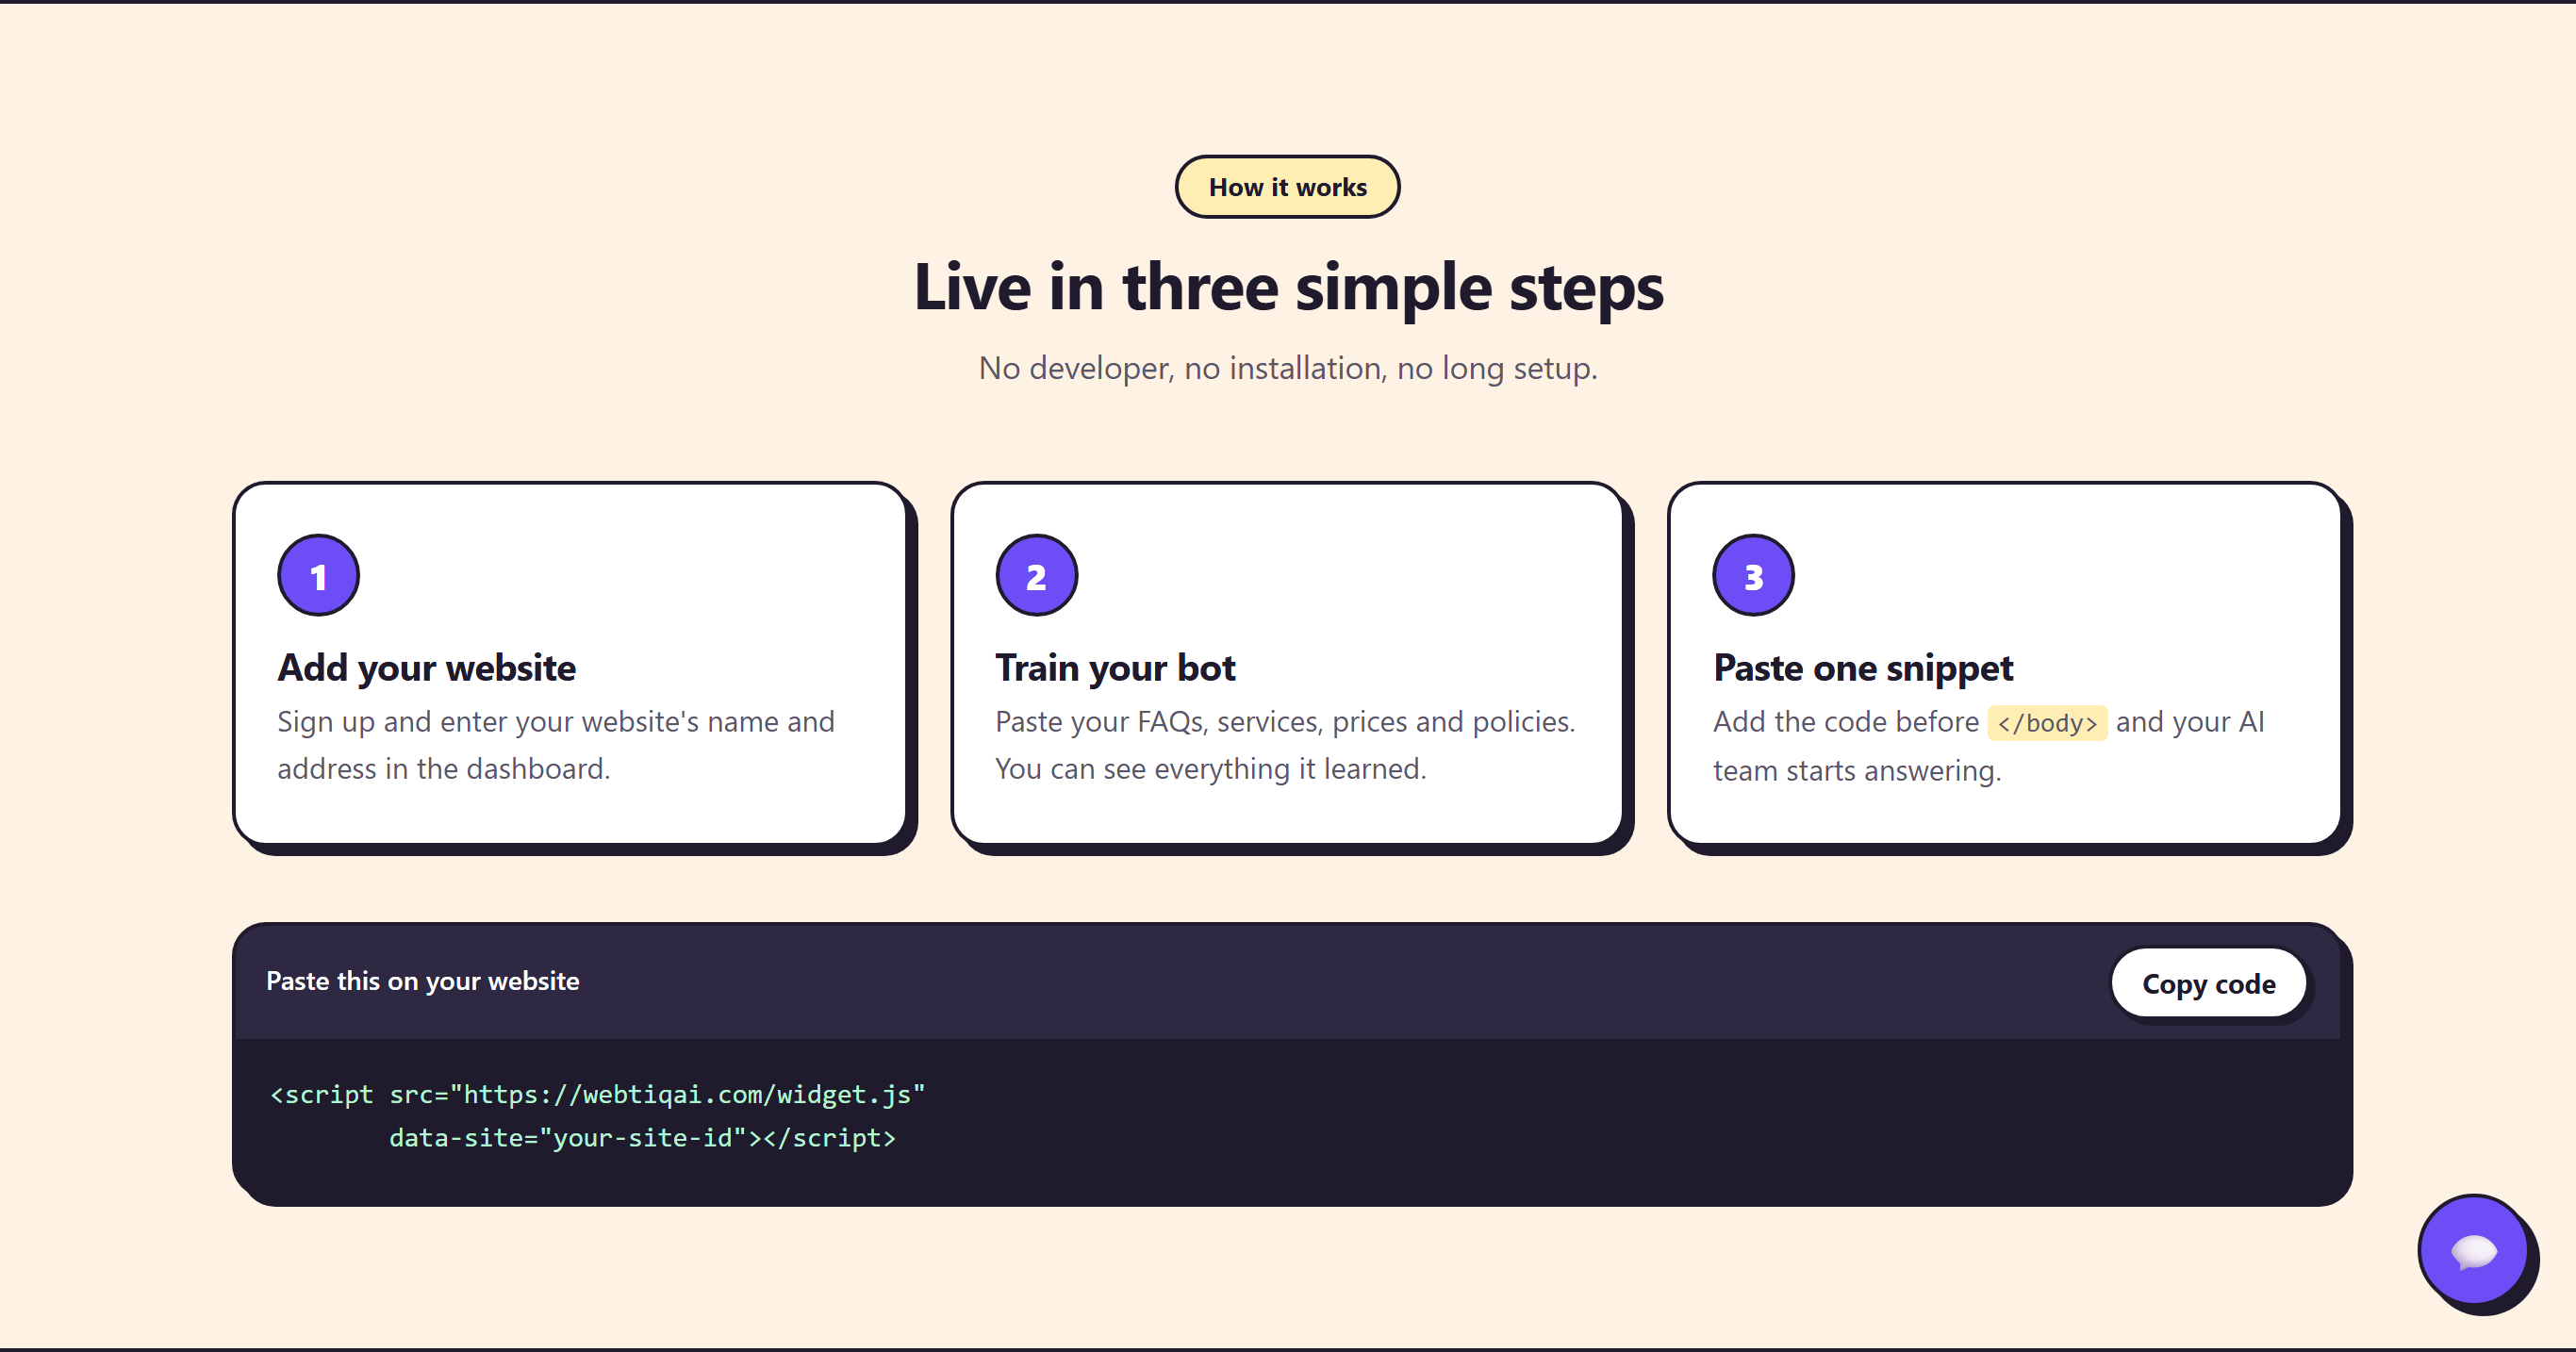 How it works
Live in three simple steps
No developer, no installation, no long setup.
1
Add your website
Sign up and enter your website's name and
address in the dashboard.
2
Train your bot
Paste your FAQs, services, prices and policies.
You can see everything it learned.
3
Paste one snippet
Add the code before </body> and your AI
team starts answering.
Paste this on your website
Copy code
<script src="https://webtiqai.com/widget.js"
        data-site="your-site-id"></script>